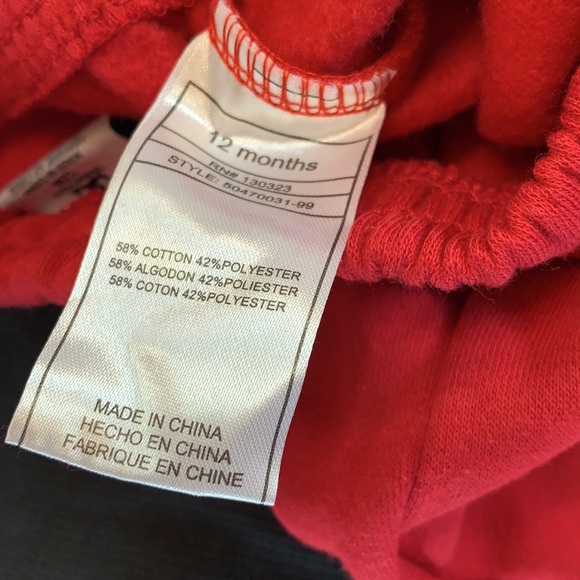 12 months
RN# 130323
STYLE: 50470031-99
58% COTTON 42%POLYESTER
58% ALGODON 42%POLIESTER
58% COTON 42%POLYESTER
MADE IN CHINA
HECHO EN CHINA
FABRIQUE EN CHINE